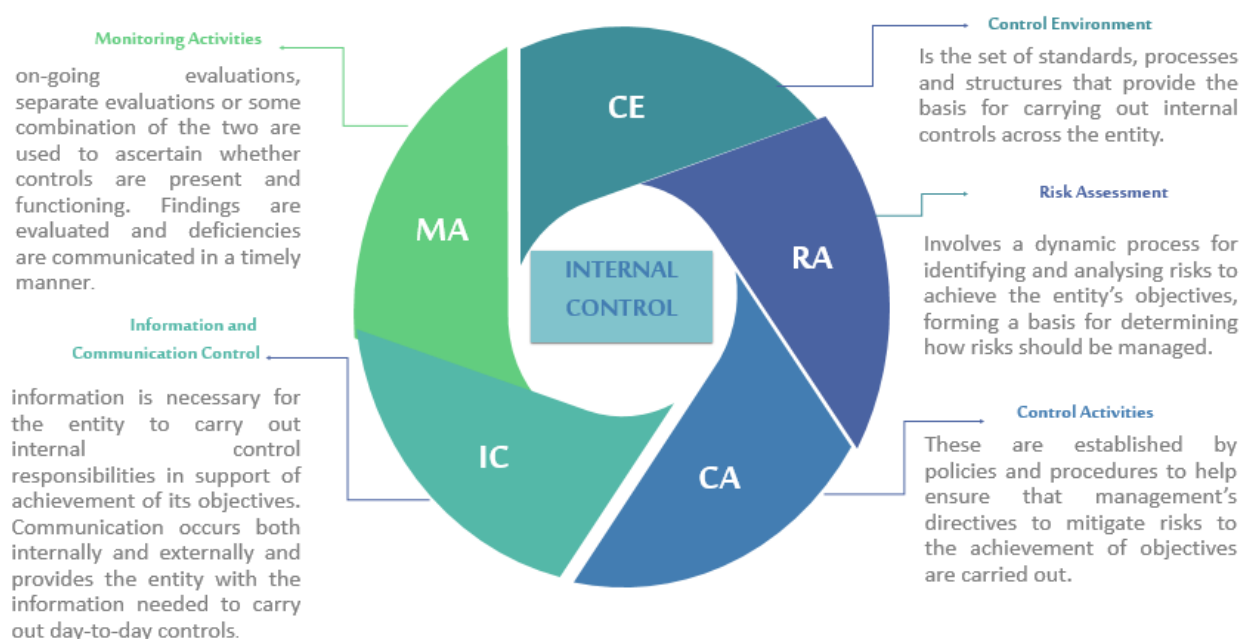 Monitoring Activities
on-going evaluations,
separate evaluations or some
combination of the two are
used to ascertain whether
controls are present and
functioning. Findings are
evaluated and deficiencies
are communicated in a timely
manner.
Information and
Communication Control
information is necessary for
the entity to carry out
internal control
responsibilities in support of
achievement of its objectives.
Communication occurs both
internally and externally and
provides the entity with the
information needed to carry
out day-to-day controls.
CE
RA
CA
IC
MA
INTERNAL
CONTROL
Control Environment
Is the set of standards, processes
and structures that provide the
basis for carrying out internal
controls across the entity.
Risk Assessment
Involves a dynamic process for
identifying and analysing risks to
achieve the entity's objectives,
forming a basis for determining
how risks should be managed.
Control Activities
These are established by
policies and procedures to help
ensure that management's
directives to mitigate risks to
the achievement of objectives
are carried out.